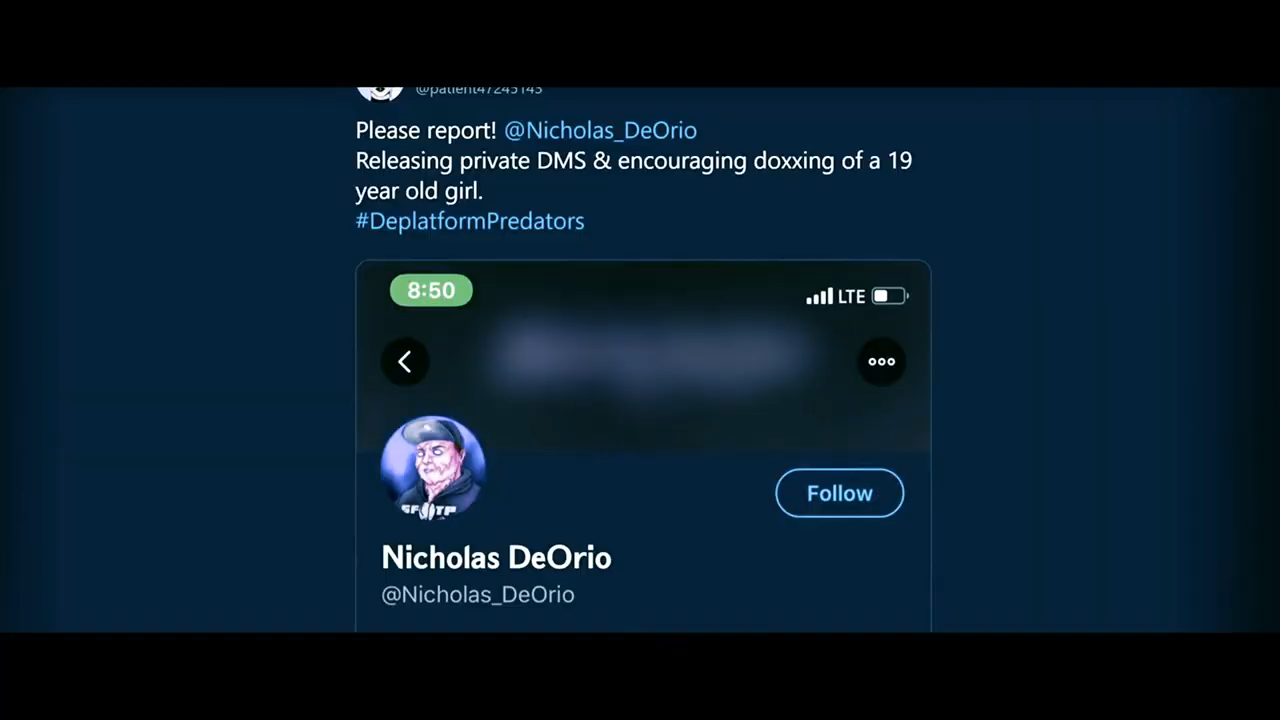 @patient47245143
Please report! @Nicholas_DeOrio
Releasing private DMS & encouraging doxxing of a 19
year old girl.
#DeplatformPredators
8:50
LTE
Follow
Nicholas DeOrio
@Nicholas_DeOrio